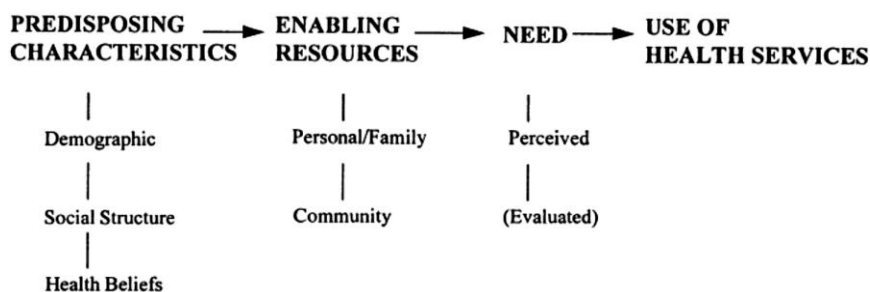 PREDISPOSING CHARACTERISTICS
ENABLING RESOURCES
NEED
USE OF HEALTH SERVICES
Demographic
Personal/Family
Perceived
Social Structure
Community
(Evaluated)
Health Beliefs